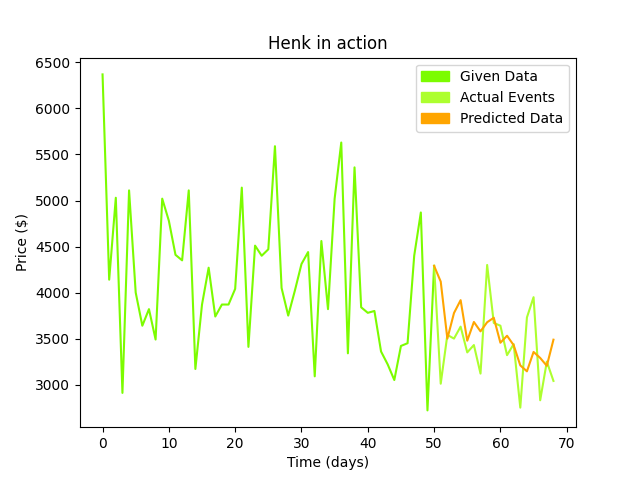 Henk in action
Given Data
Actual Events
Predicted Data
6500
6000
5500
5000
4500
4000
3500
3000
Price ($)
0 10 20 30 40 50 60 70
Time (days)